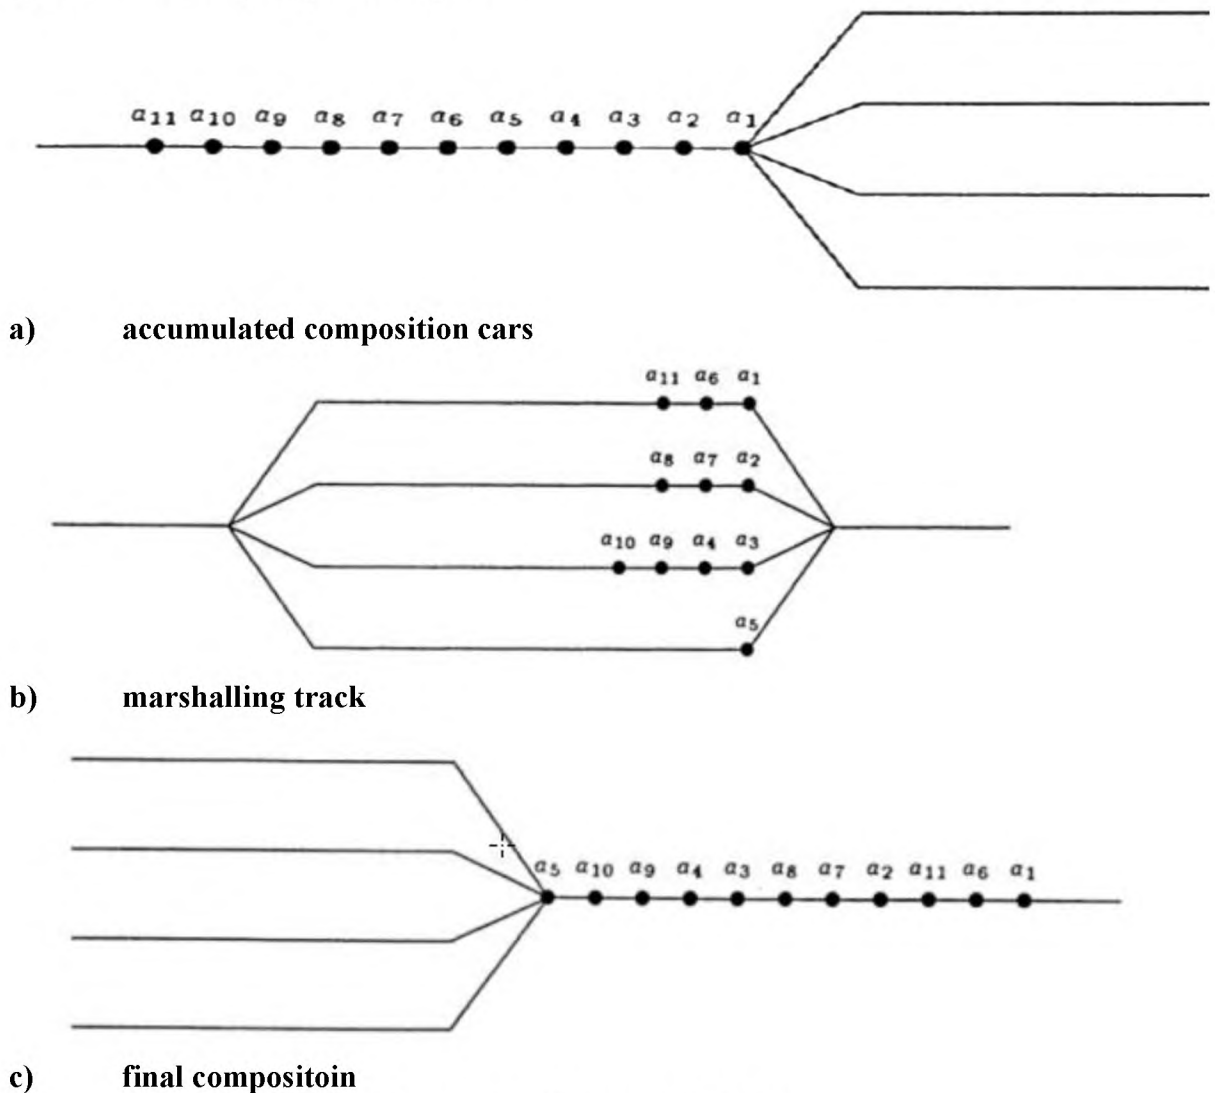 a11 a10 a9 a8 a7 a6 a5 a4 a3 a2 a1
a) accumulated composition cars
a11 a6 a1
a8 a7 a2
a10 a9 a4 a3
a5
b) marshalling track
a5 a10 a9 a4 a3 a8 a7 a2 a11 a6 a1
c) final compositoin